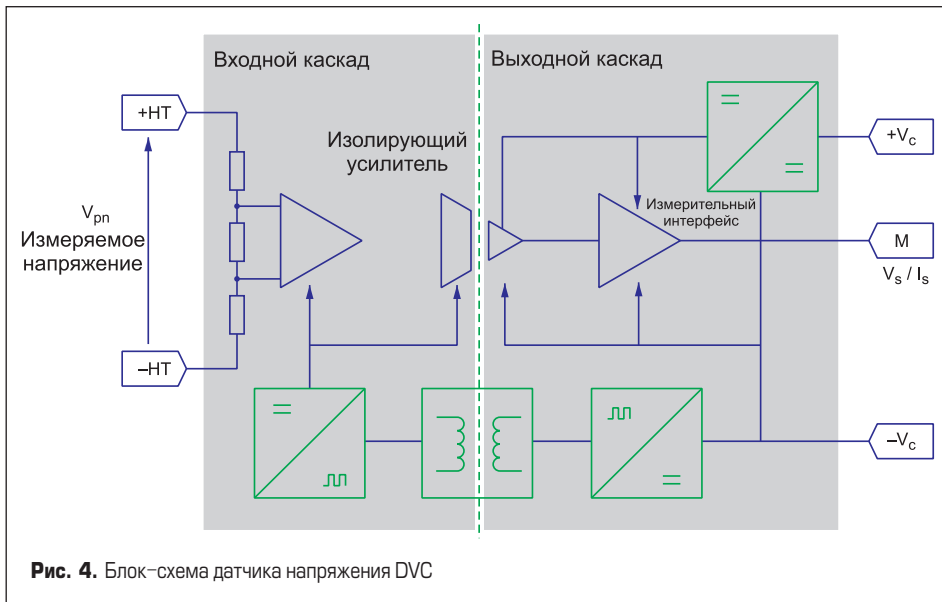 Входной каскад
Выходной каскад
+HT
Изолирующий
усилитель
+Vc
Vpn
Измеряемое
напряжение
Измерительный
интерфейс
M
Vs / Is
–HT
–Vc
Рис. 4. Блок-схема датчика напряжения DVC